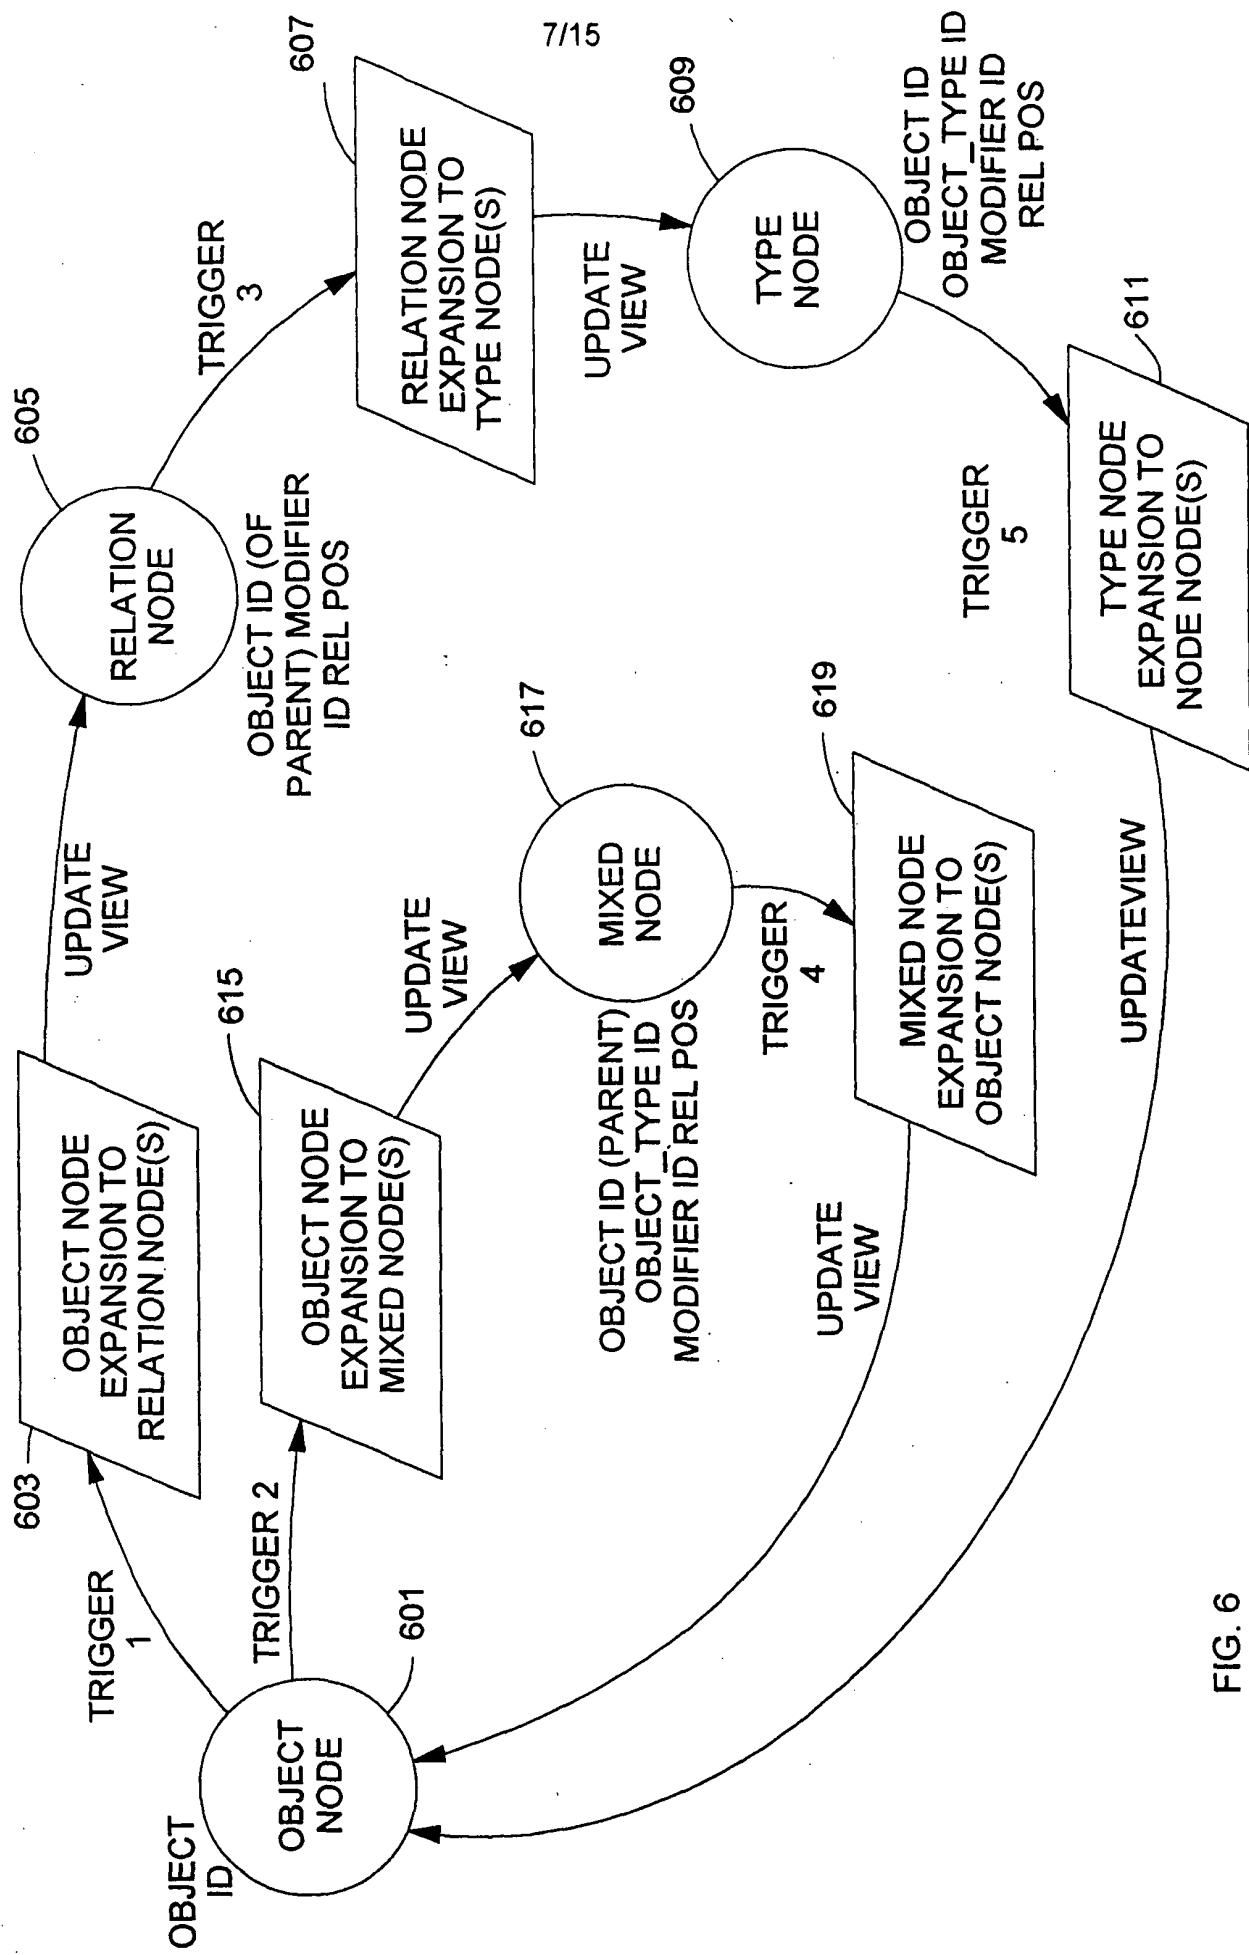 7/15
607
RELATION NODE
EXPANSION TO
TYPE NODE(S)
TRIGGER
3
605
RELATION
NODE
OBJECT ID (OF
PARENT) MODIFIER
ID REL POS
UPDATE
VIEW
609
TYPE
NODE
OBJECT ID
OBJECT_TYPE ID
MODIFIER ID
REL POS
UPDATE
VIEW
603
OBJECT NODE
EXPANSION TO
RELATION NODE(S)
615
OBJECT NODE
EXPANSION TO
MIXED NODE(S)
UPDATE
VIEW
617
MIXED
NODE
OBJECT ID (PARENT)
OBJECT_TYPE ID
MODIFIER ID REL POS
TRIGGER
4
619
MIXED NODE
EXPANSION TO
OBJECT NODE(S)
TRIGGER
5
611
TYPE NODE
EXPANSION TO
NODE NODE(S)
TRIGGER
1
TRIGGER 2
OBJECT
ID
OBJECT
NODE
601
UPDATE
VIEW
UPDATEVIEW
FIG. 6